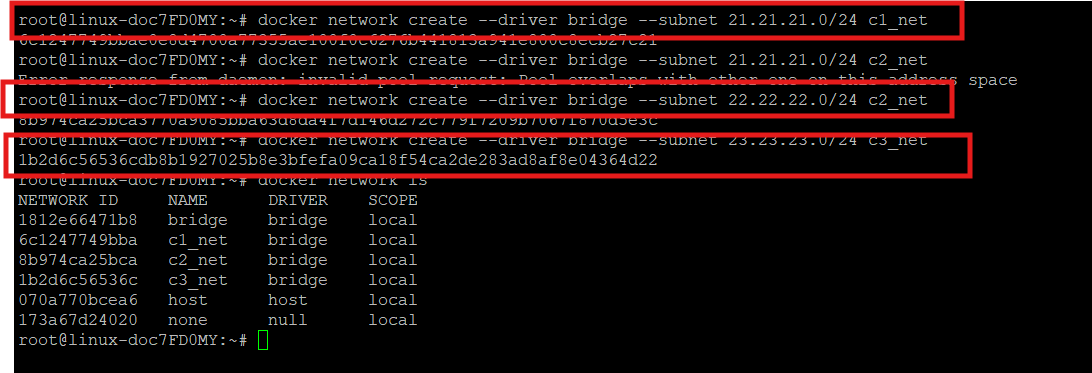 root@linux-doc7FD0MY:~# docker network create --driver bridge --subnet 21.21.21.0/24 c1_net
6c1247749bbae0e0d4700a77355ae100f0c6276b441813a941e800c8ecb27c21
root@linux-doc7FD0MY:~# docker network create --driver bridge --subnet 21.21.21.0/24 c2_net
Error response from daemon: invalid pool request: Pool overlaps with other one on this address space
root@linux-doc7FD0MY:~# docker network create --driver bridge --subnet 22.22.22.0/24 c2_net
8b974ca25bca3770a9085bba63d8da4f7df46d272c779f7209b7067f870d5e3c
root@linux-doc7FD0MY:~# docker network create --driver bridge --subnet 23.23.23.0/24 c3_net
1b2d6c56536cdb8b1927025b8e3bfefa09ca18f54ca2de283ad8af8e04364d22
root@linux-doc7FD0MY:~# docker network ls
NETWORK ID NAME DRIVER SCOPE
1812e66471b8 bridge bridge local
6c1247749bba c1_net bridge local
8b974ca25bca c2_net bridge local
1b2d6c56536c c3_net bridge local
070a770bcea6 host host local
173a67d24020 none null local
root@linux-doc7FD0MY:~#